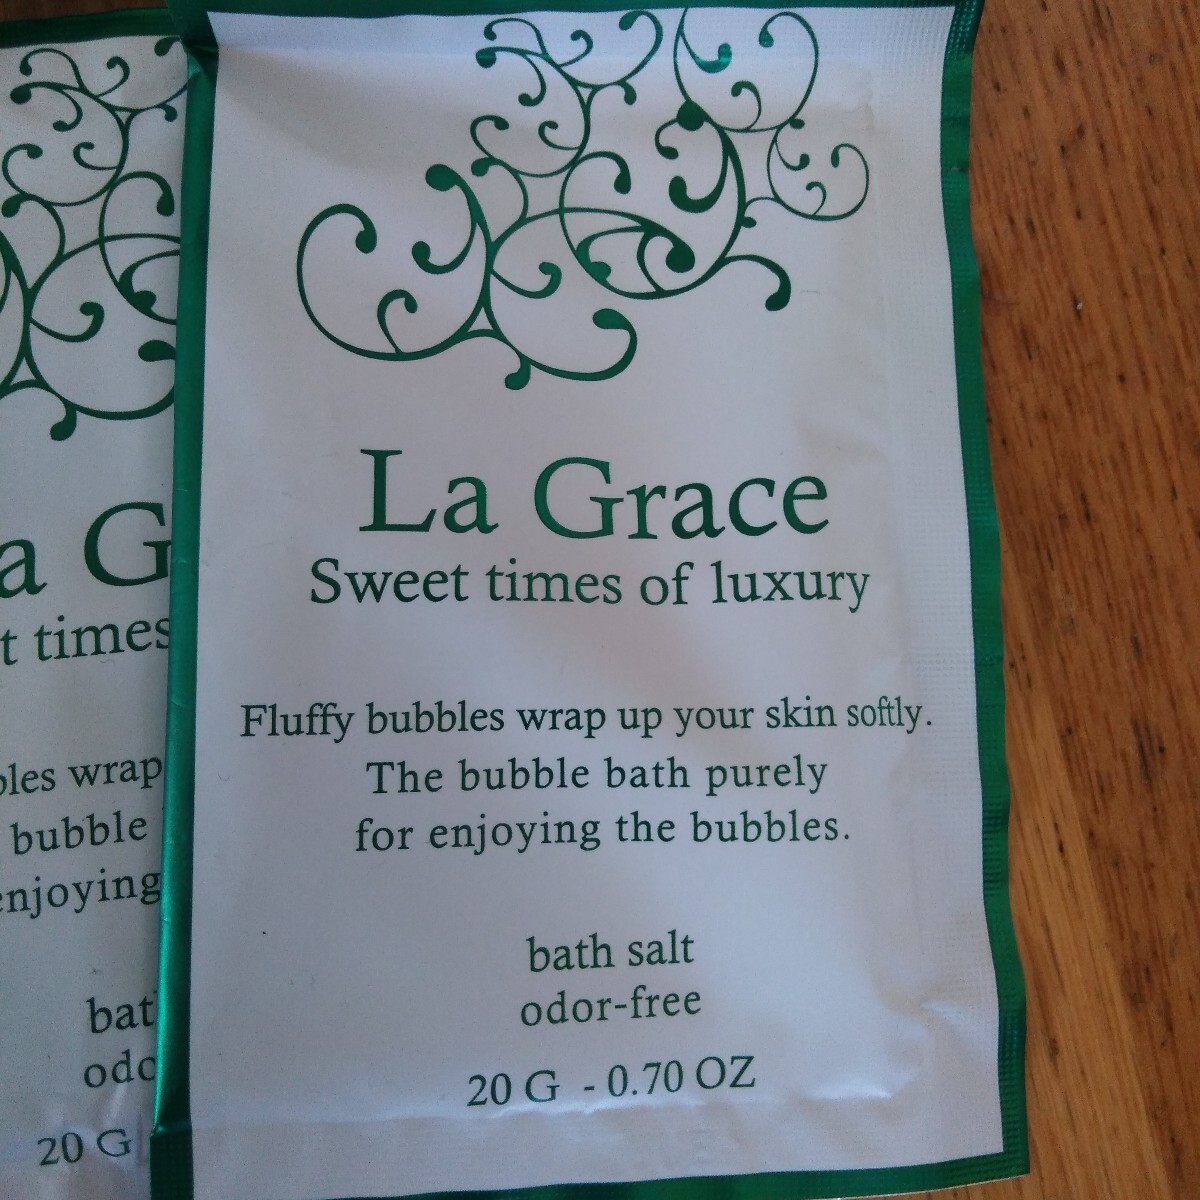 La Grace
Sweet times of luxury
Fluffy bubbles wrap up your skin softly.
The bubble bath purely
for enjoying the bubbles.
bath salt
odor-free
20 G - 0.70 OZ
a G
t times
bles wrap
bubble
enjoying
bat
odo
20 G